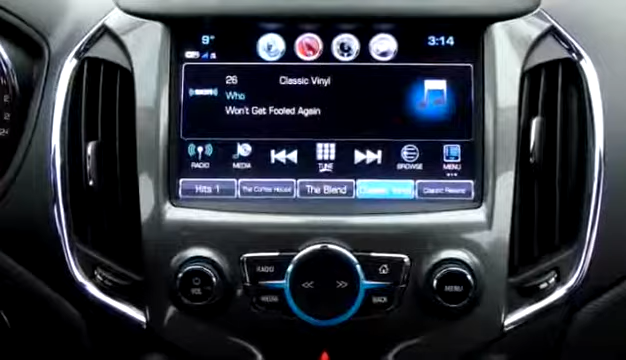 9°
3:14
26 Classic Vinyl
Who
Won't Get Fooled Again
RADIO MEDIA TUNE BROWSE MENU
Hits 1 The Coffee House The Blend Classic Vinyl Classic Rewind
RADIO
VOL MENU
MEDIA BACK